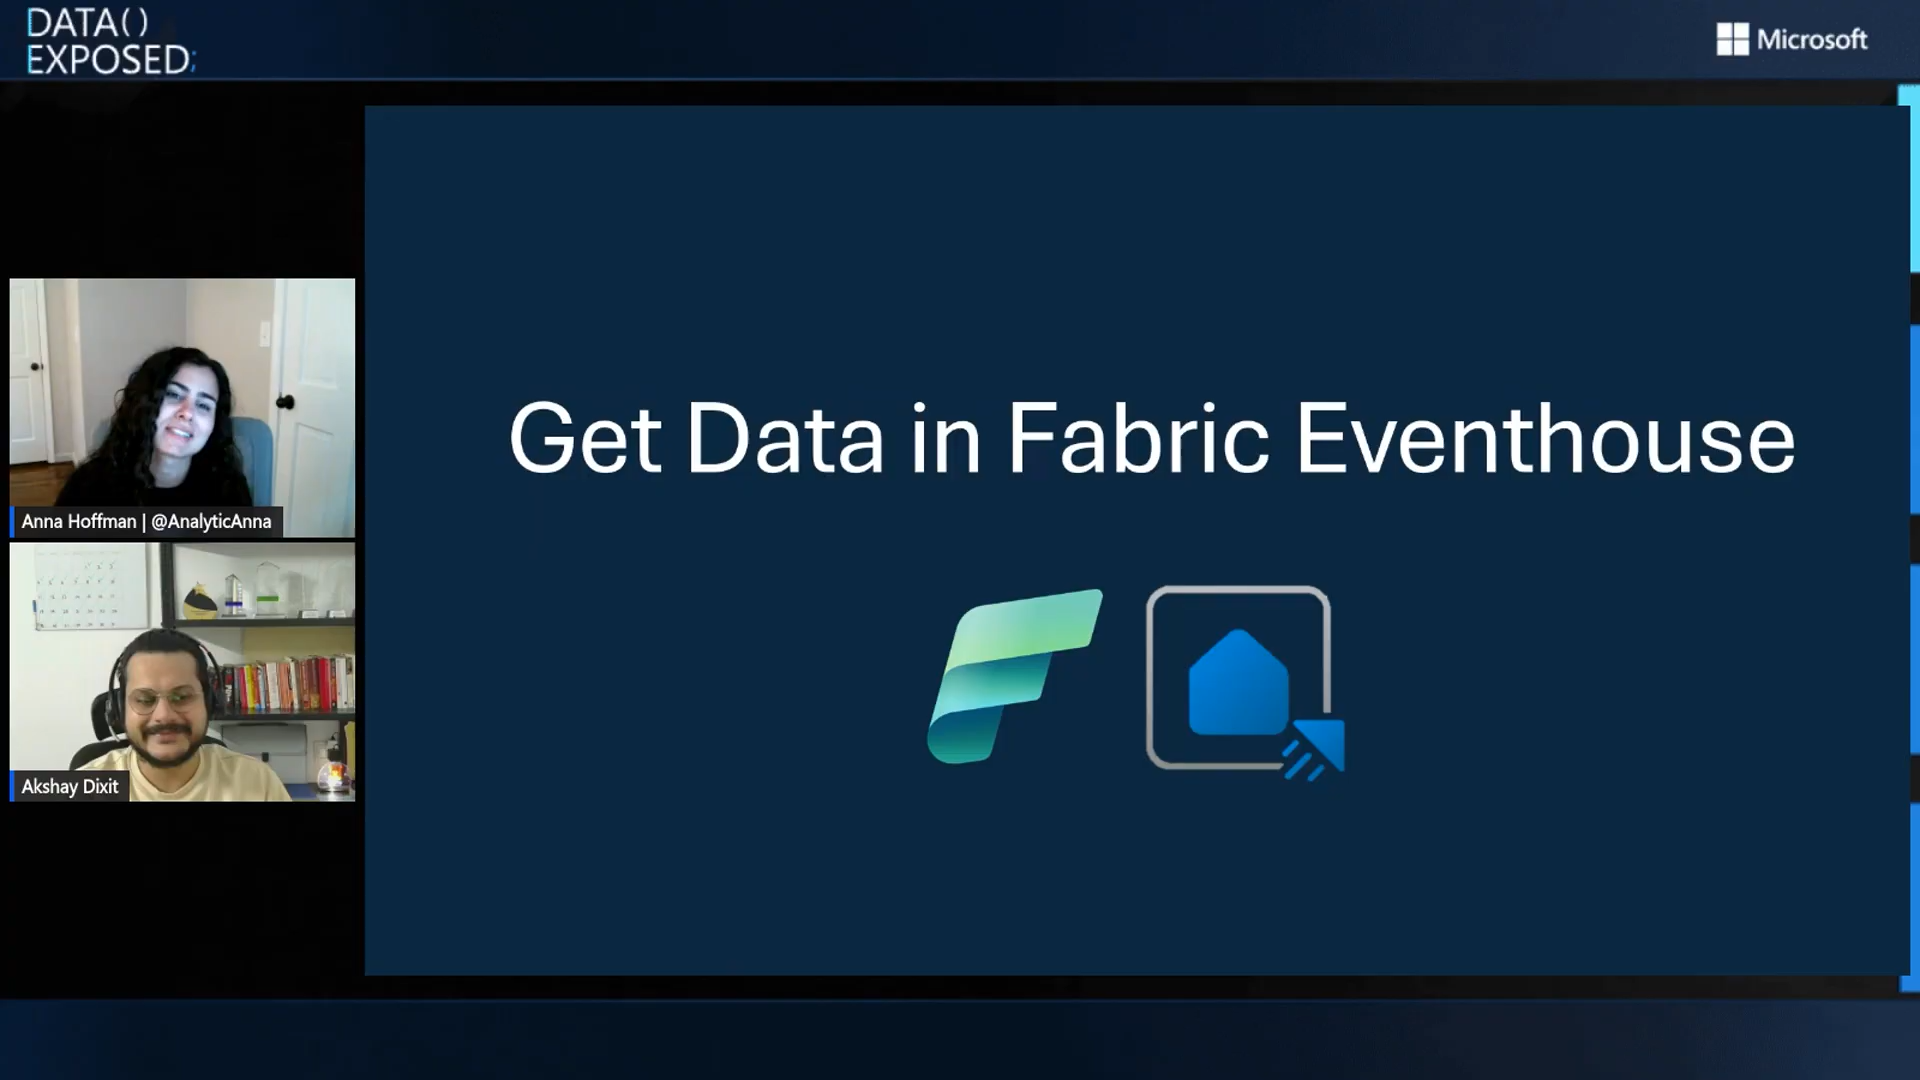 DATA()
EXPOSED;
Microsoft
Get Data in Fabric Eventhouse
Anna Hoffman | @AnalyticAnna
Akshay Dixit